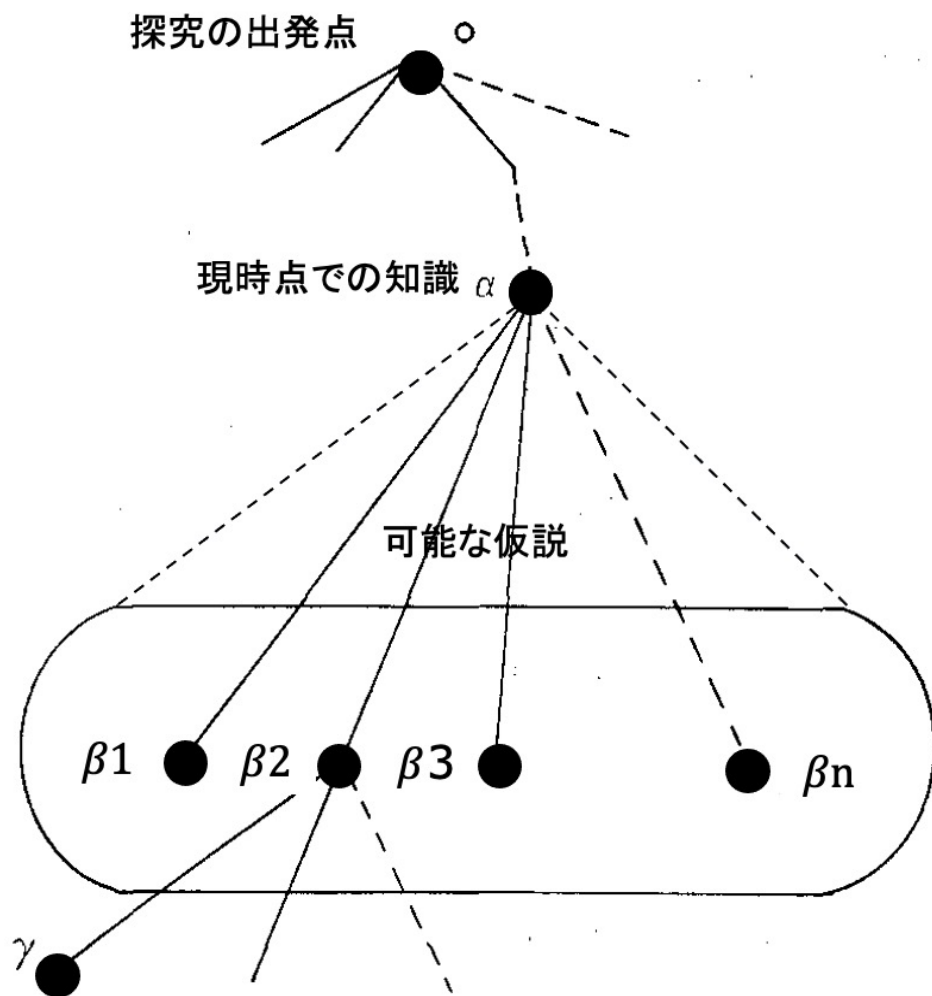 探究の出発点
o
現時点での知識 α
可能な仮説
β1 β2 β3 βn
γ